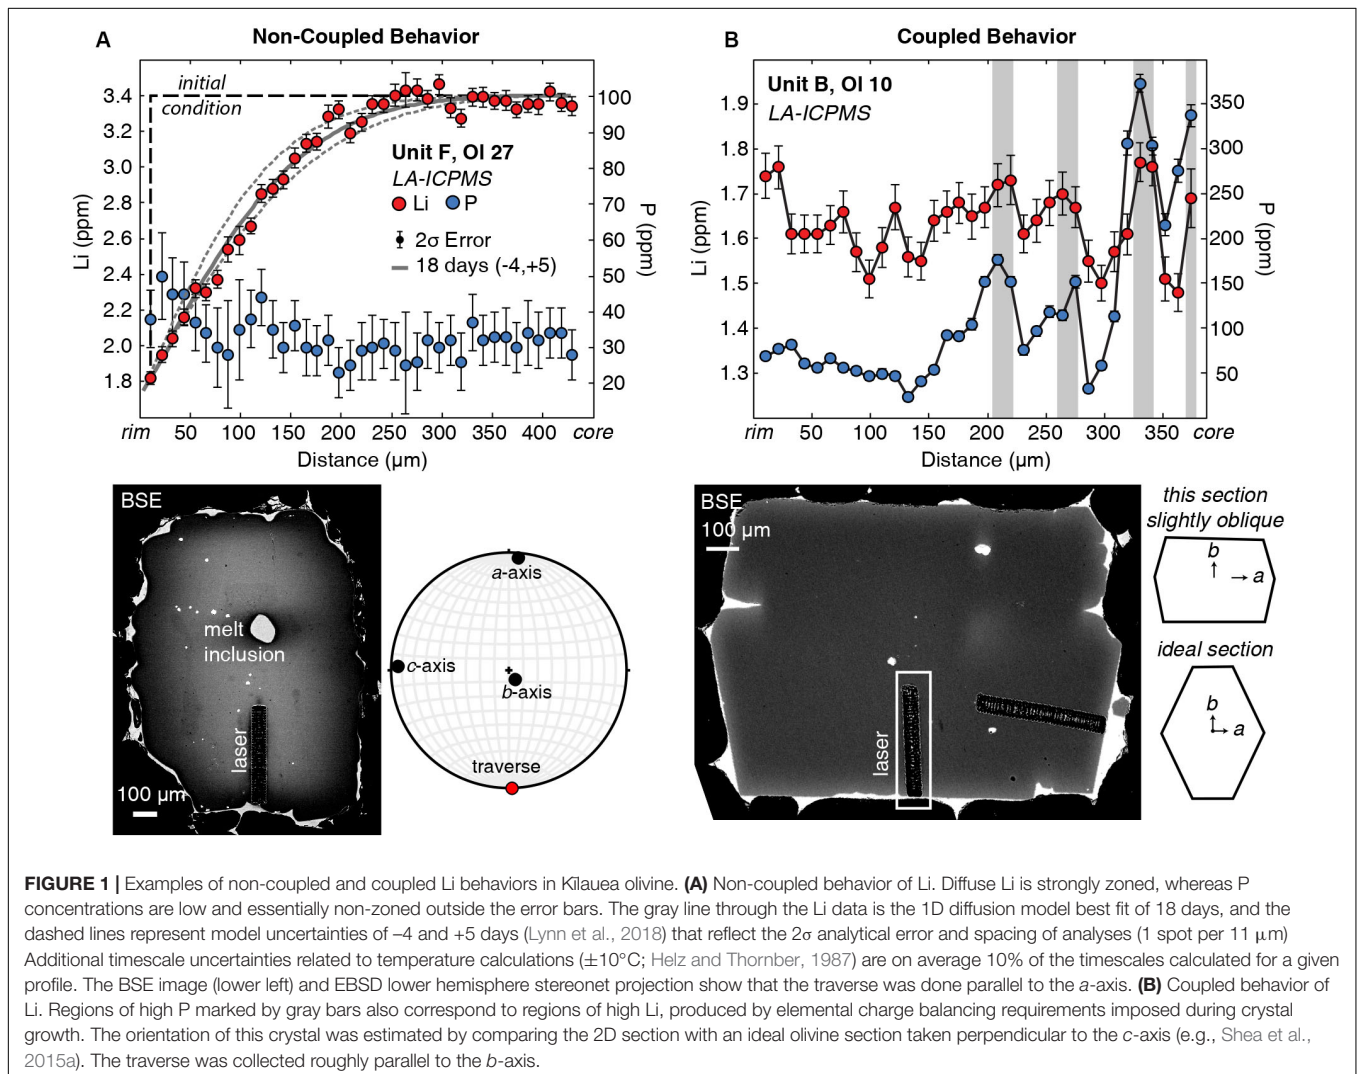 A
Non-Coupled Behavior
initial
condition
3.4
3.2
3.0
2.8
2.6
2.4
2.2
2.0
1.8
Li (ppm)
100
90
80
70
60
50
40
30
20
P (ppm)
Unit F, Ol 27
LA-ICPMS
Li P
2σ Error
18 days (-4,+5)
rim 50 100 150 200 250 300 350 400 core
Distance (µm)
B
Coupled Behavior
Unit B, Ol 10
LA-ICPMS
1.9
1.8
1.7
1.6
1.5
1.4
1.3
Li (ppm)
350
300
250
200
150
100
50
P (ppm)
rim 50 100 150 200 250 300 350 core
Distance (µm)
BSE
melt
inclusion
laser
100 µm
a-axis
c-axis
b-axis
traverse
BSE
100 µm
laser
this section
slightly oblique
b
a
ideal section
b
a
FIGURE 1 | Examples of non-coupled and coupled Li behaviors in Kīlauea olivine. (A) Non-coupled behavior of Li. Diffuse Li is strongly zoned, whereas P
concentrations are low and essentially non-zoned outside the error bars. The gray line through the Li data is the 1D diffusion model best fit of 18 days, and the
dashed lines represent model uncertainties of –4 and +5 days (Lynn et al., 2018) that reflect the 2σ analytical error and spacing of analyses (1 spot per 11 µm)
Additional timescale uncertainties related to temperature calculations (±10°C; Helz and Thornber, 1987) are on average 10% of the timescales calculated for a given
profile. The BSE image (lower left) and EBSD lower hemisphere stereonet projection show that the traverse was done parallel to the a-axis. (B) Coupled behavior of
Li. Regions of high P marked by gray bars also correspond to regions of high Li, produced by elemental charge balancing requirements imposed during crystal
growth. The orientation of this crystal was estimated by comparing the 2D section with an ideal olivine section taken perpendicular to the c-axis (e.g., Shea et al.,
2015a). The traverse was collected roughly parallel to the b-axis.